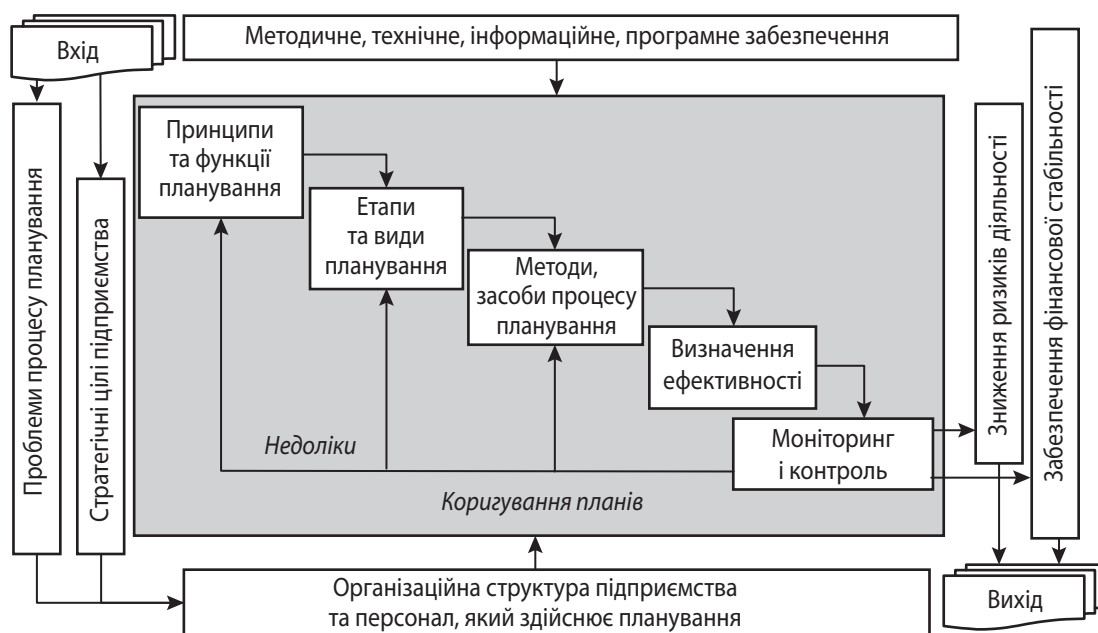 Вхід
Методичне, технічне, інформаційне, програмне забезпечення
Проблеми процесу планування
Стратегічні цілі підприємства
Принципи
та функції
планування
Етапи
та види
планування
Методи,
засоби процесу
планування
Визначення
ефективності
Моніторинг
і контроль
Недоліки
Коригування планів
Зниження ризиків діяльності
Забезпечення фінансової стабільності
Організаційна структура підприємства
та персонал, який здійснює планування
Вихід